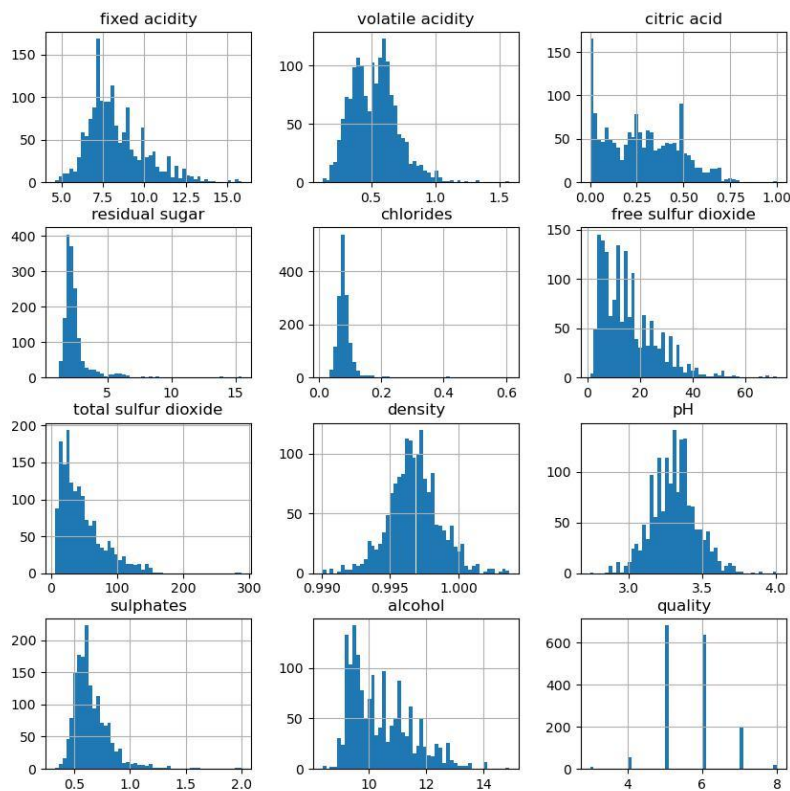 fixed acidity volatile acidity citric acid
150
100
50
0
5.0 7.5 10.0 12.5 15.0
100
50
0
0.5 1.0 1.5
150
100
50
0
0.00 0.25 0.50 0.75 1.00
residual sugar chlorides free sulfur dioxide
400
300
200
100
0
5 10 15
400
200
0
0.0 0.2 0.4 0.6
150
100
50
0
0 20 40 60
total sulfur dioxide density pH
200
150
100
50
0
0 100 200 300
100
50
0
0.990 0.995 1.000
100
50
0
3.0 3.5 4.0
sulphates alcohol quality
200
150
100
50
0
0.5 1.0 1.5 2.0
100
50
0
10 12 14
600
400
200
0
4 6 8